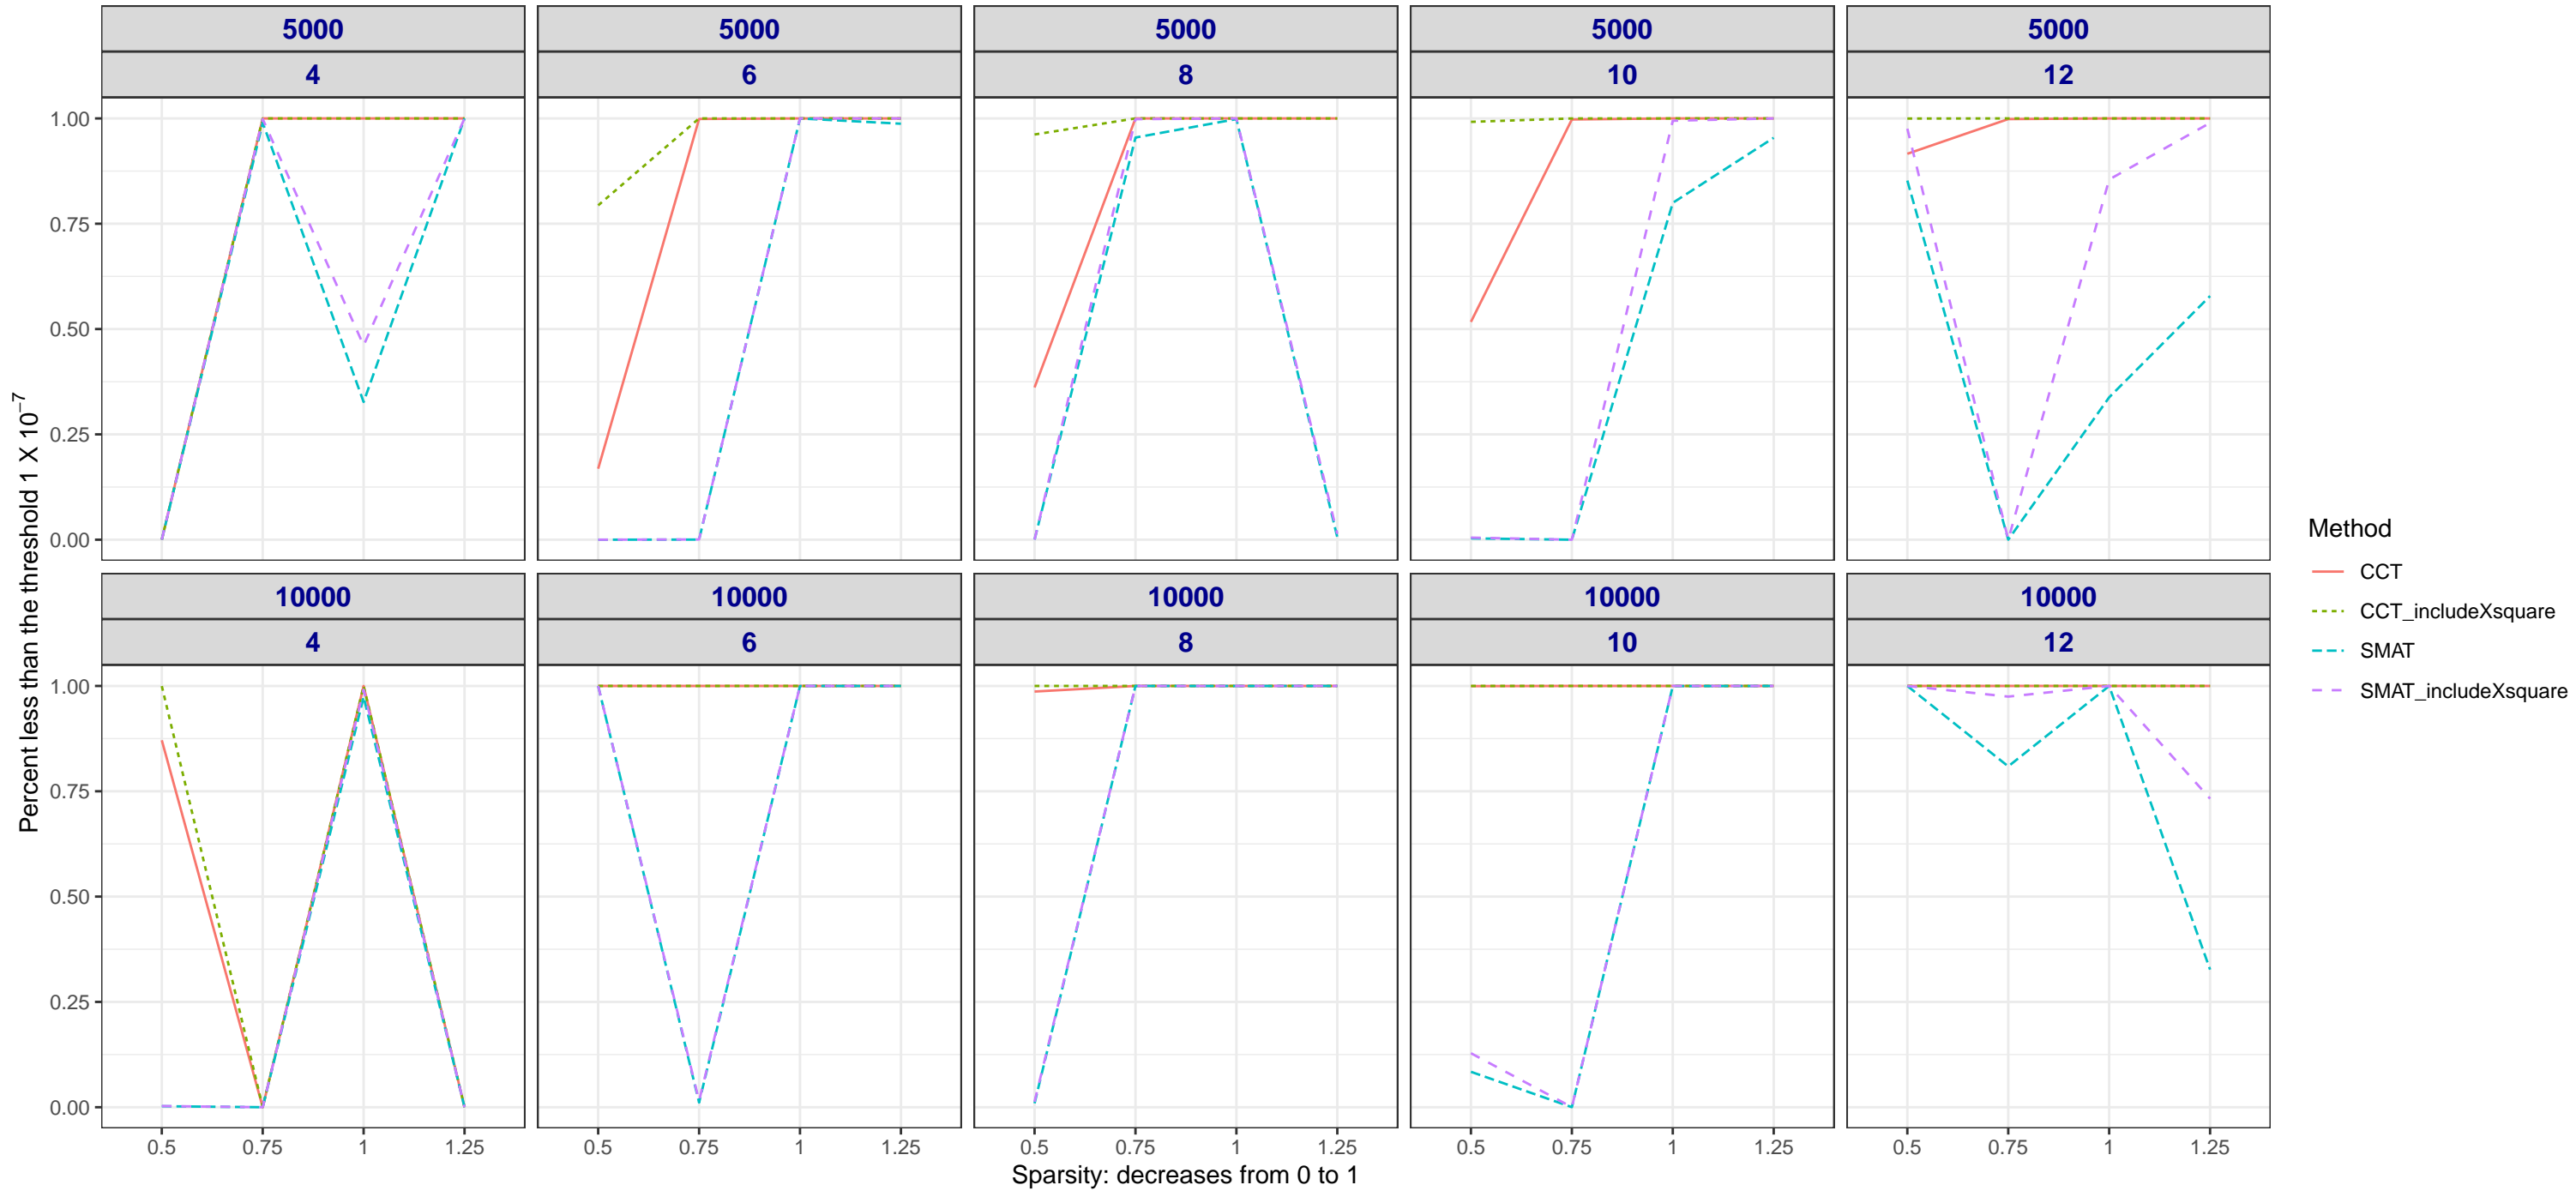 5000 5000 5000 5000 5000
4 6 8 10 12
1.00
0.75
0.50
0.25
0.00
10000 10000 10000 10000 10000
4 6 8 10 12
1.00
0.75
0.50
0.25
0.00
0.5 0.75 1 1.25 0.5 0.75 1 1.25 0.5 0.75 1 1.25 0.5 0.75 1 1.25 0.5 0.75 1 1.25
Sparsity: decreases from 0 to 1
Percent less than the threshold 1 X 10⁻⁷
Method
CCT
CCT_includeXsquare
SMAT
SMAT_includeXsquare